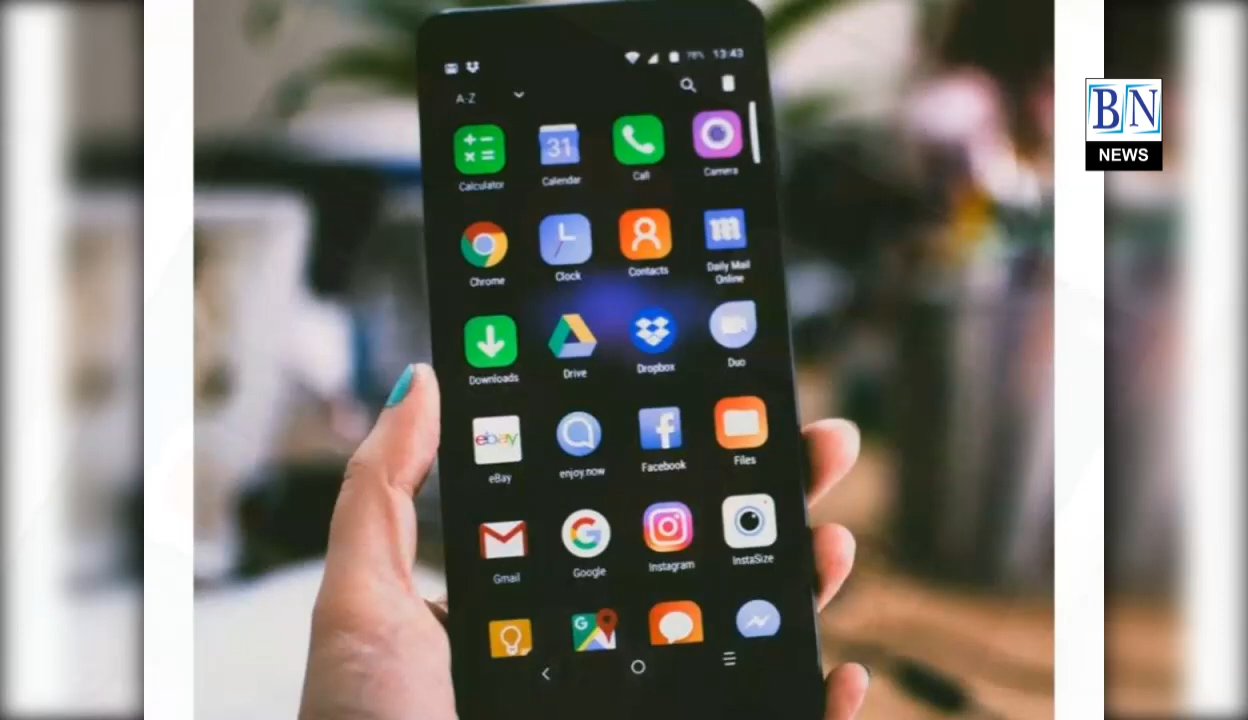 78% 13:43
A-Z
31
Calculator Calendar Call Camera
Chrome Clock Contacts Daily Mail
Online
Downloads Drive Dropbox Duo
ebay
eBay enjoy.now Facebook Files
Gmail Google Instagram InstaSize
G
BN
NEWS